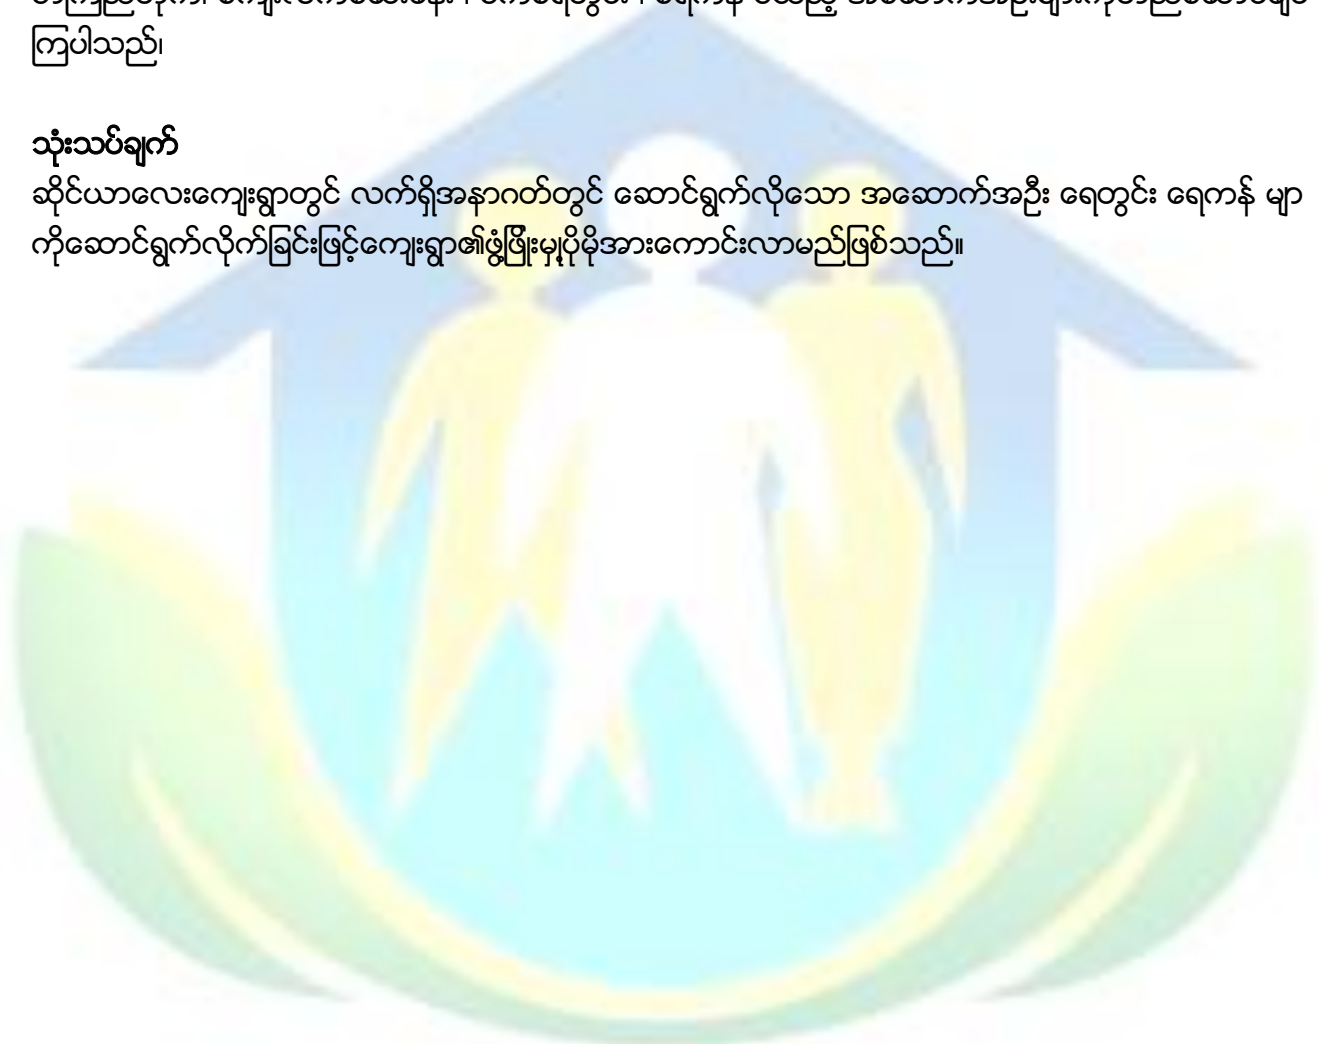 ကြပါသည်၊
သုံးသပ်ချက်
ဆိုင်ယာလေးကျေးရွာတွင် လက်ရှိအနာဂတ်တွင် ဆောင်ရွက်လိုသော အဆောက်အဦး ရေတွင်း ရေကန် မျာ
ကိုဆောင်ရွက်လိုက်ခြင်းဖြင့်ကျေးရွာ၏ဖွံ့ဖြိုးမှုပိုမိုအားကောင်းလာမည်ဖြစ်သည်။